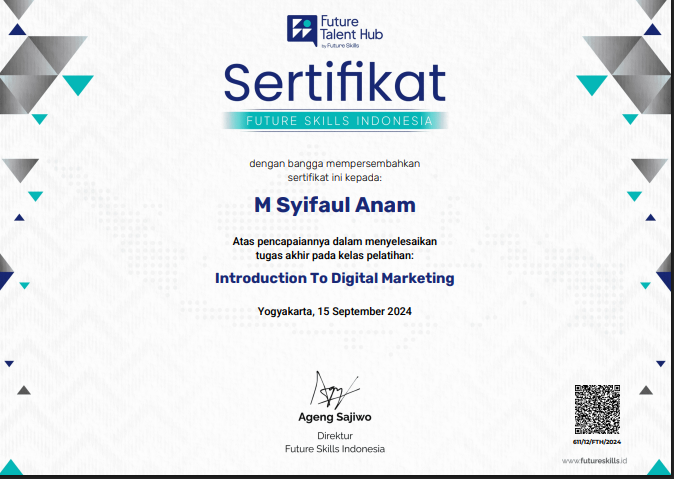 Future
Talent Hub
by Future Skills
Sertifikat
FUTURE SKILLS INDONESIA
dengan bangga mempersembahkan
sertifikat ini kepada:
M Syifaul Anam
Atas pencapaiannya dalam menyelesaikan
tugas akhir pada kelas pelatihan:
Introduction To Digital Marketing
Yogyakarta, 15 September 2024
Ageng Sajiwo
Direktur
Future Skills Indonesia
611/12/FTH/2024
www.futureskills.id